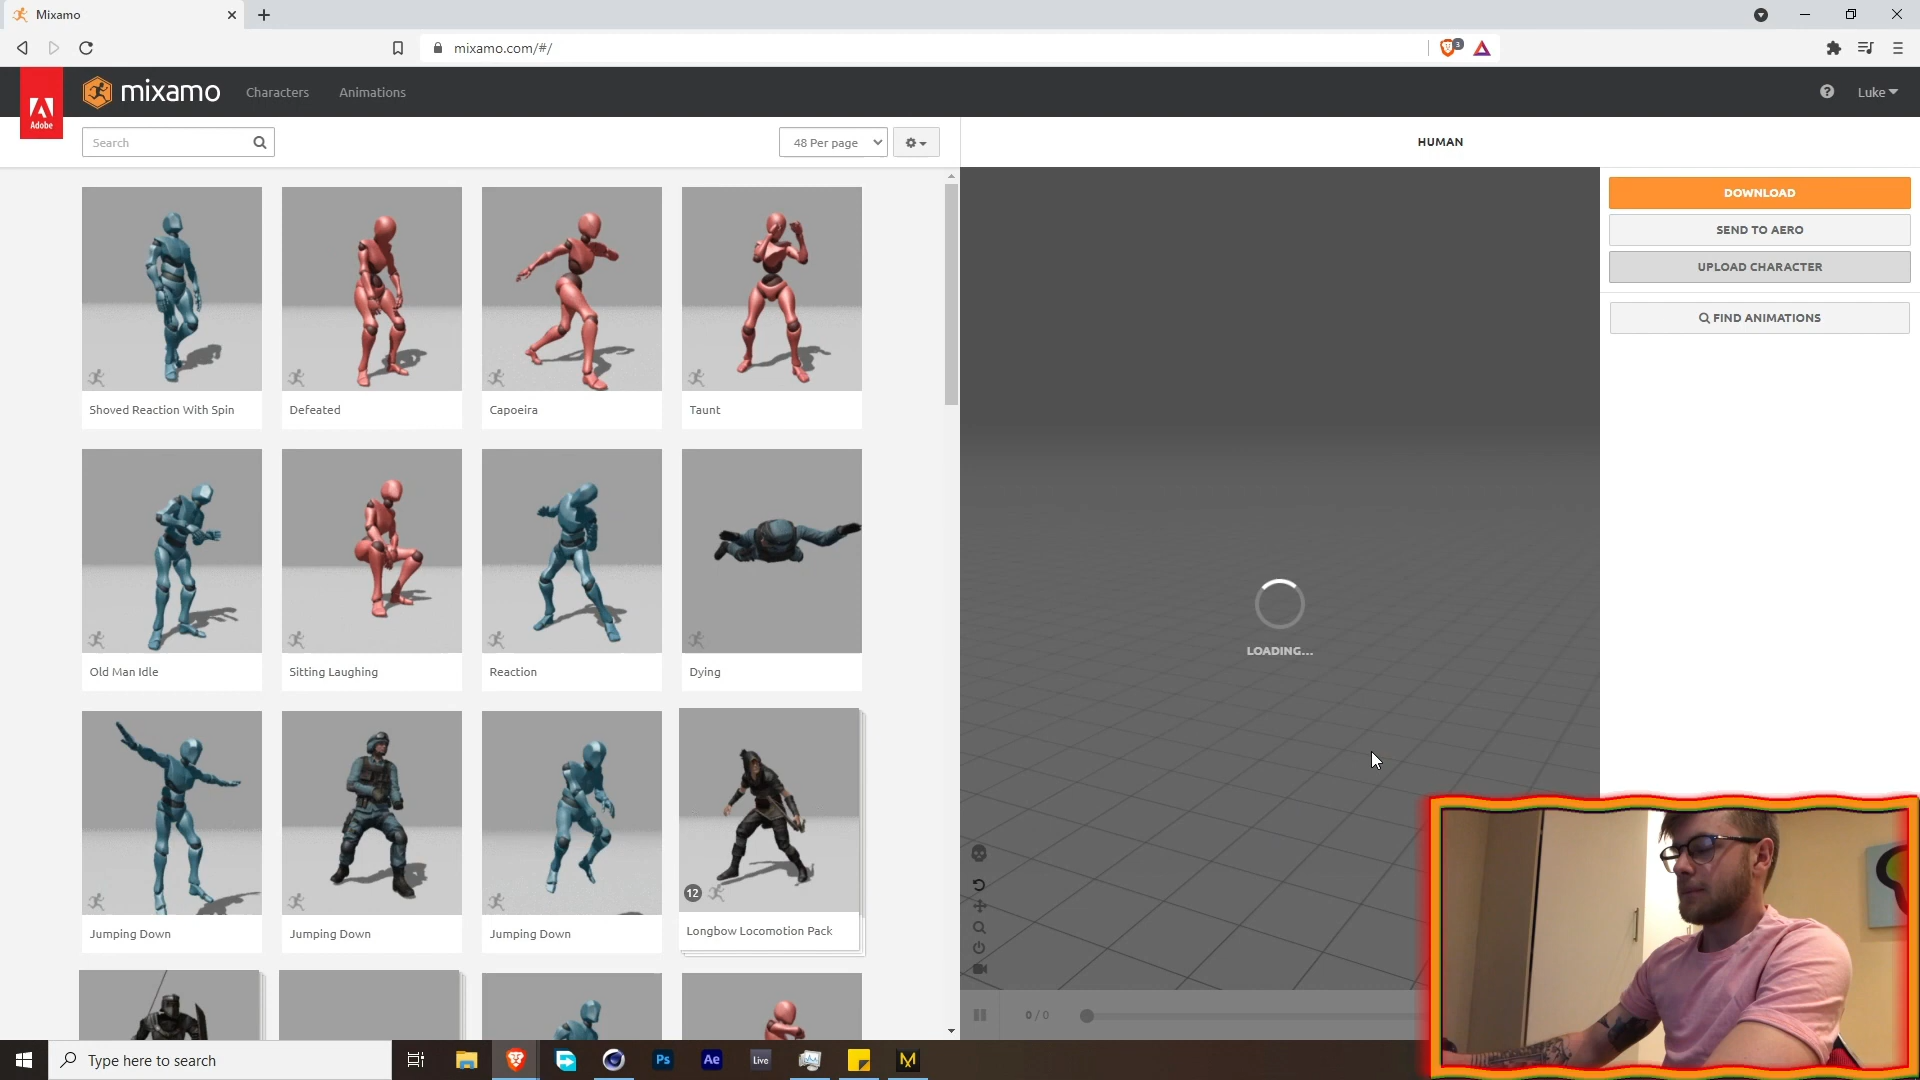 Mixamo
mixamo.com/#/
3
Adobe
mixamo
Characters
Animations
Luke
Search
48 Per page
HUMAN
DOWNLOAD
SEND TO AERO
UPLOAD CHARACTER
FIND ANIMATIONS
Shoved Reaction With Spin
Defeated
Capoeira
Taunt
Old Man Idle
Sitting Laughing
Reaction
Dying
LOADING...
12
Jumping Down
Jumping Down
Jumping Down
Longbow Locomotion Pack
0 / 0
Type here to search
Ps
Ae
Live